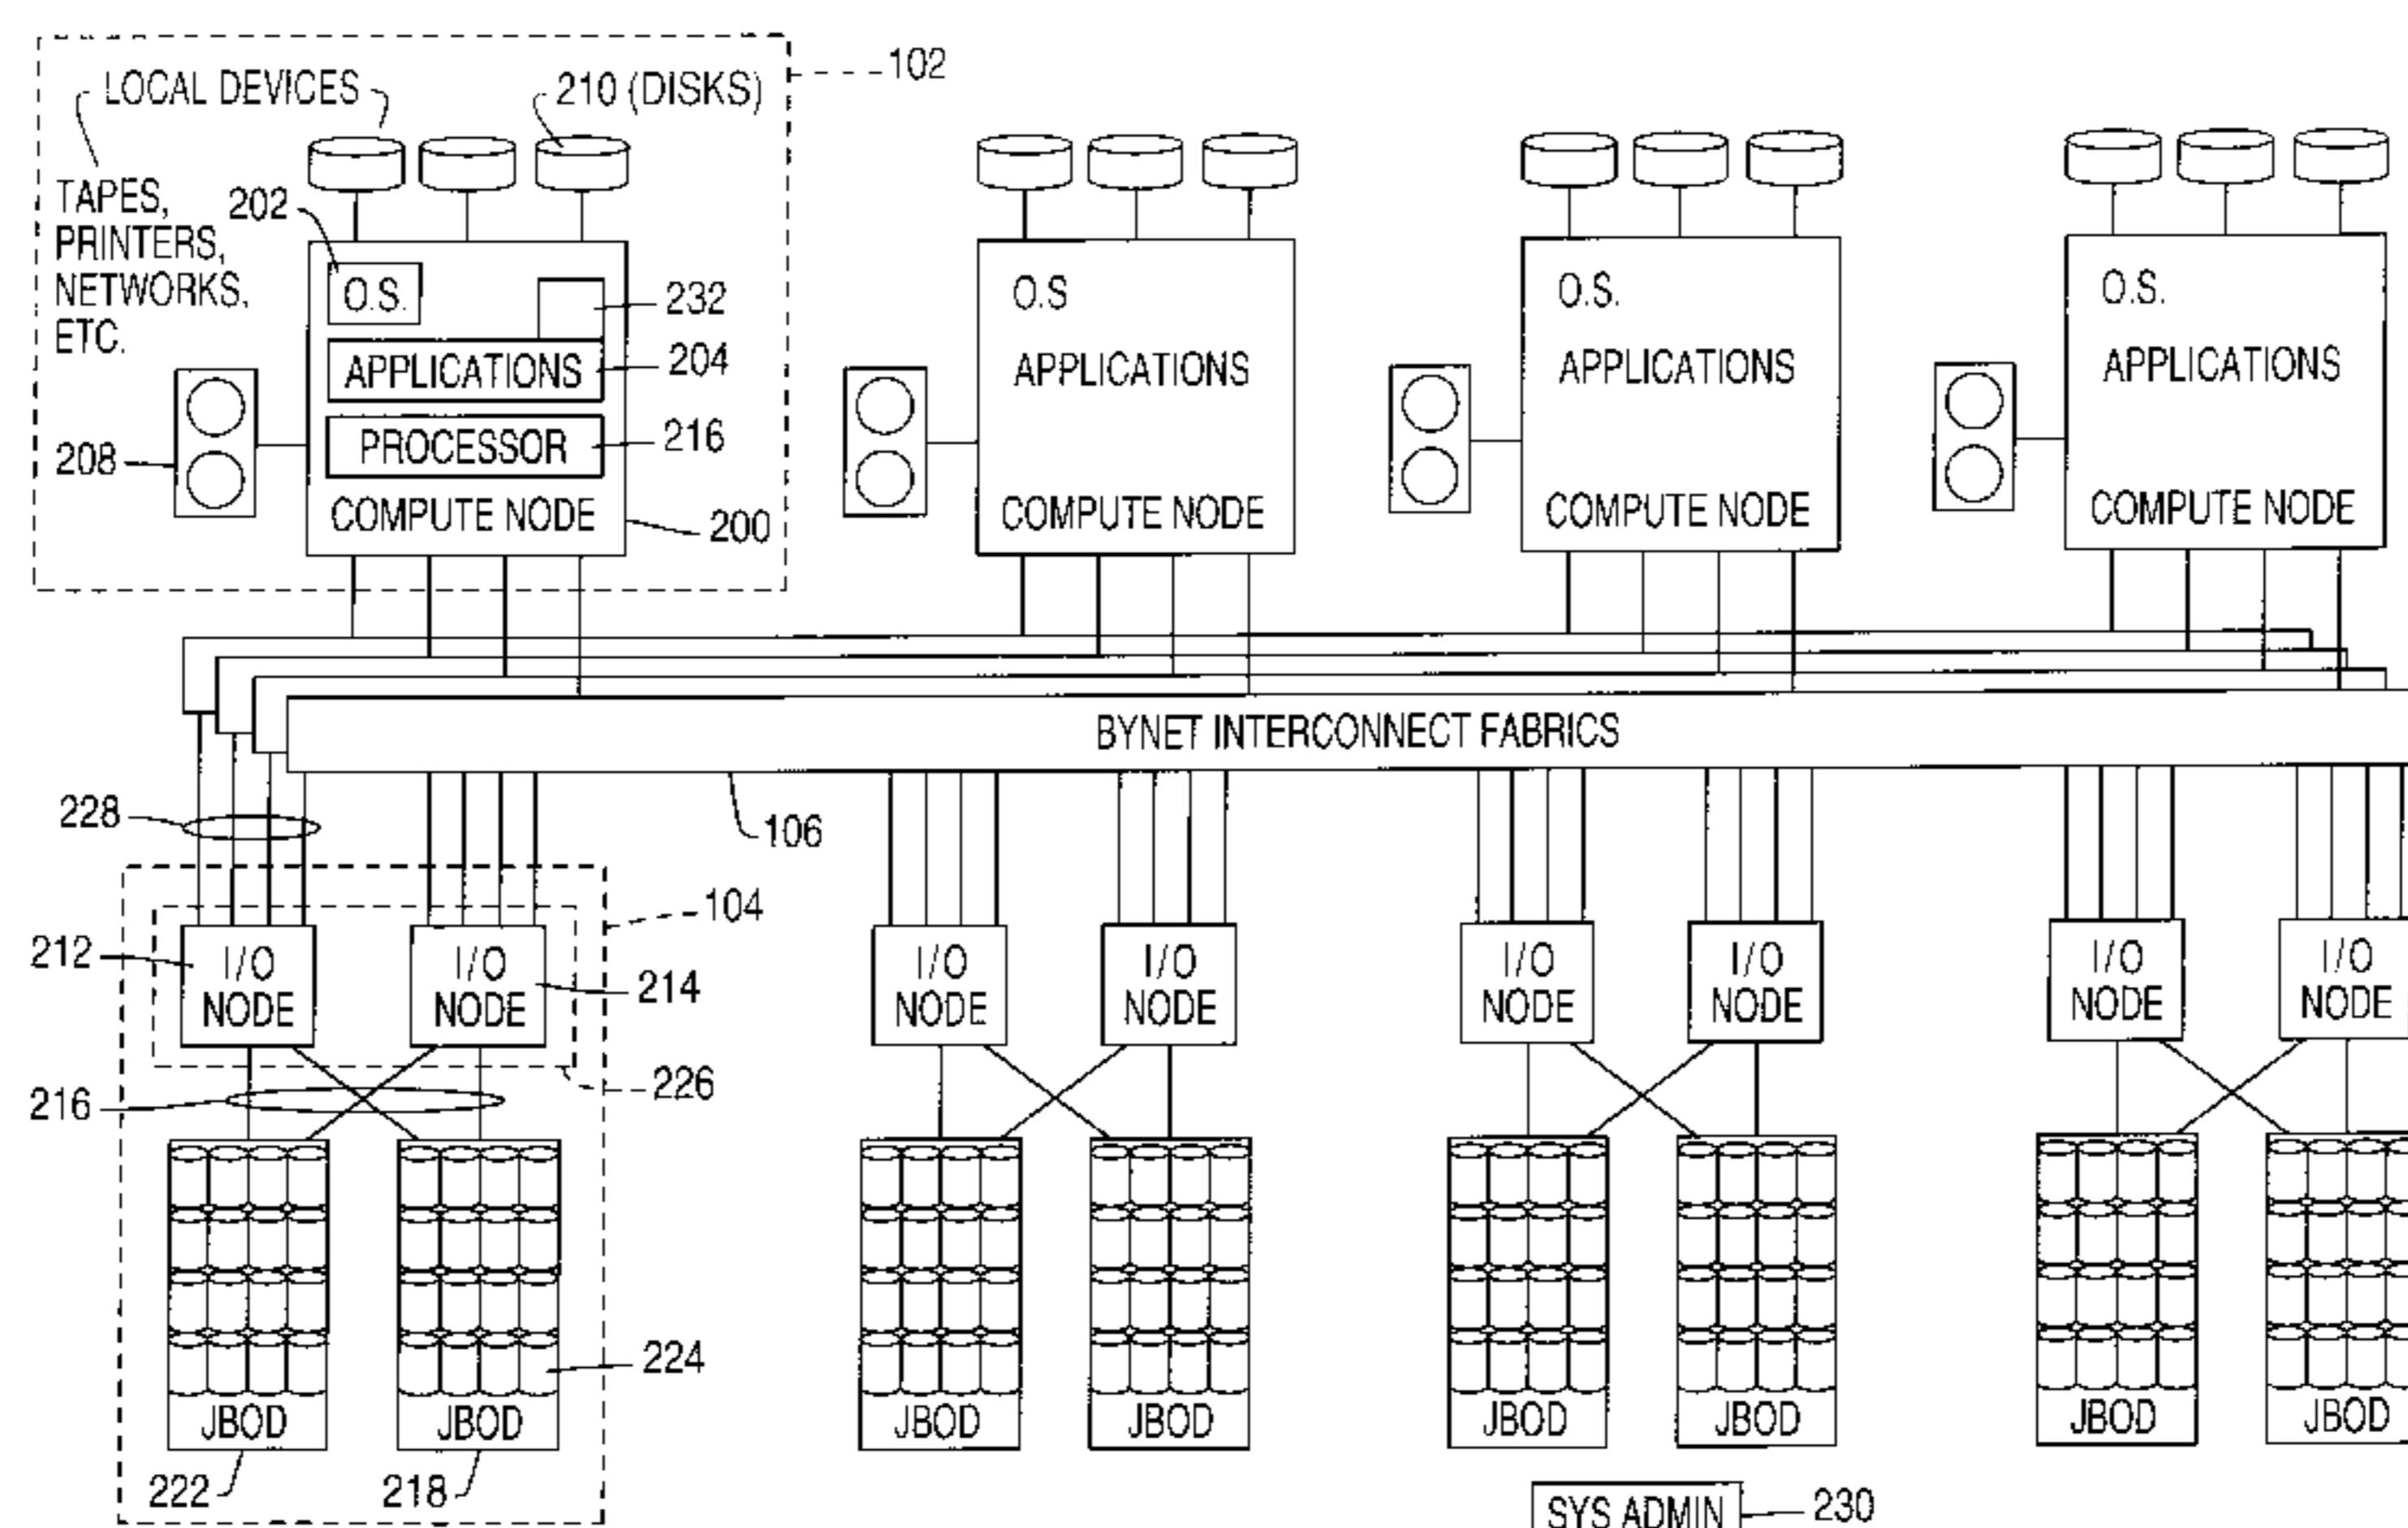 102
LOCAL DEVICES
210 (DISKS)
TAPES,
PRINTERS,
NETWORKS,
ETC.
202
O.S.
232
APPLICATIONS
204
PROCESSOR
216
208
COMPUTE NODE
200
O.S
APPLICATIONS
COMPUTE NODE
O.S.
APPLICATIONS
COMPUTE NODE
O.S.
APPLICATIONS
COMPUTE NODE
BYNET INTERCONNECT FABRICS
228
106
104
212
I/O
NODE
I/O
NODE
214
I/O
NODE
I/O
NODE
I/O
NODE
I/O
NODE
I/O
NODE
I/O
NODE
226
216
224
JBOD
JBOD
JBOD
JBOD
JBOD
JBOD
JBOD
JBOD
222
218
SYS ADMIN
230